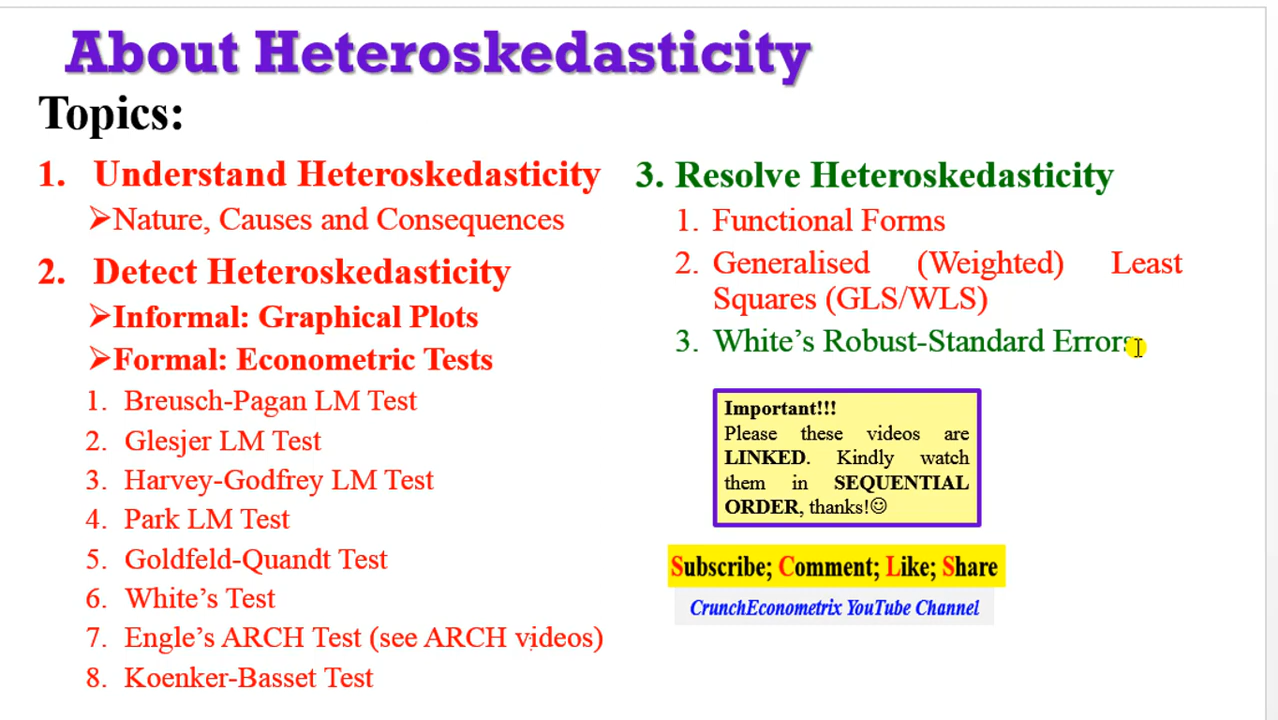 About Heteroskedasticity
Topics:
1. Understand Heteroskedasticity
➢Nature, Causes and Consequences
2. Detect Heteroskedasticity
➢Informal: Graphical Plots
➢Formal: Econometric Tests
1. Breusch-Pagan LM Test
2. Glesjer LM Test
3. Harvey-Godfrey LM Test
4. Park LM Test
5. Goldfeld-Quandt Test
6. White’s Test
7. Engle’s ARCH Test (see ARCH videos)
8. Koenker-Basset Test
3. Resolve Heteroskedasticity
1. Functional Forms
2. Generalised (Weighted) Least
Squares (GLS/WLS)
3. White’s Robust-Standard Errors
Important!!!
Please these videos are
LINKED. Kindly watch
them in SEQUENTIAL
ORDER, thanks!☺
Subscribe; Comment; Like; Share
CrunchEconometrix YouTube Channel